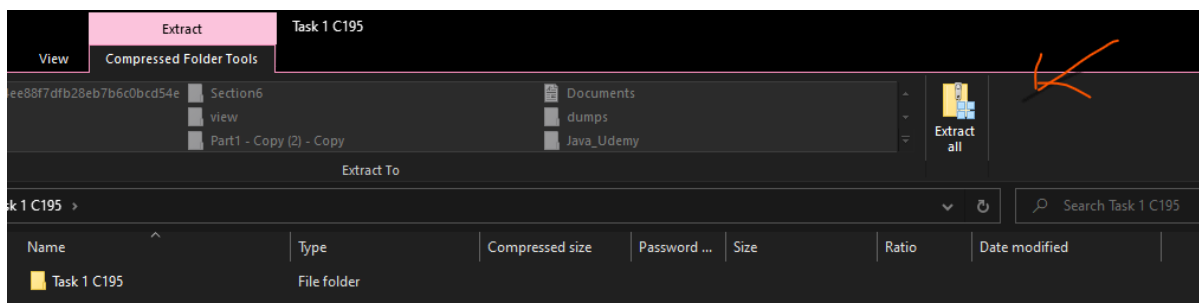 Extract
Task 1 C195
View
Compressed Folder Tools
ee88f7dfb28eb7b6c0bcd54e
Section6
Documents
view
dumps
Part1 - Copy (2) - Copy
Java_Udemy
Extract
all
Extract To
sk 1 C195
Search Task 1 C195
Name
Type
Compressed size
Password ...
Size
Ratio
Date modified
Task 1 C195
File folder